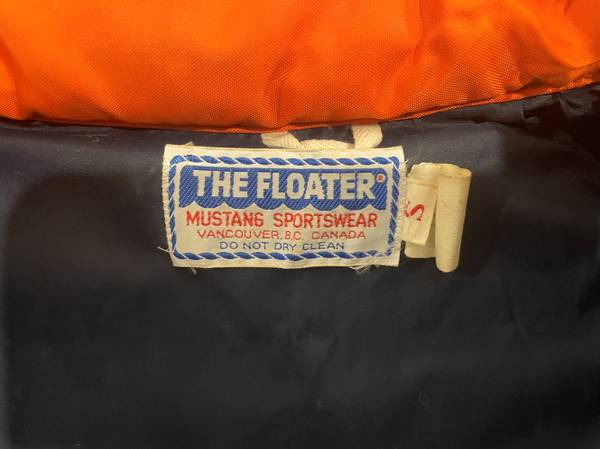 THE FLOATER
MUSTANG SPORTSWEAR
VANCOUVER, B.C. CANADA
DO NOT DRY CLEAN
S